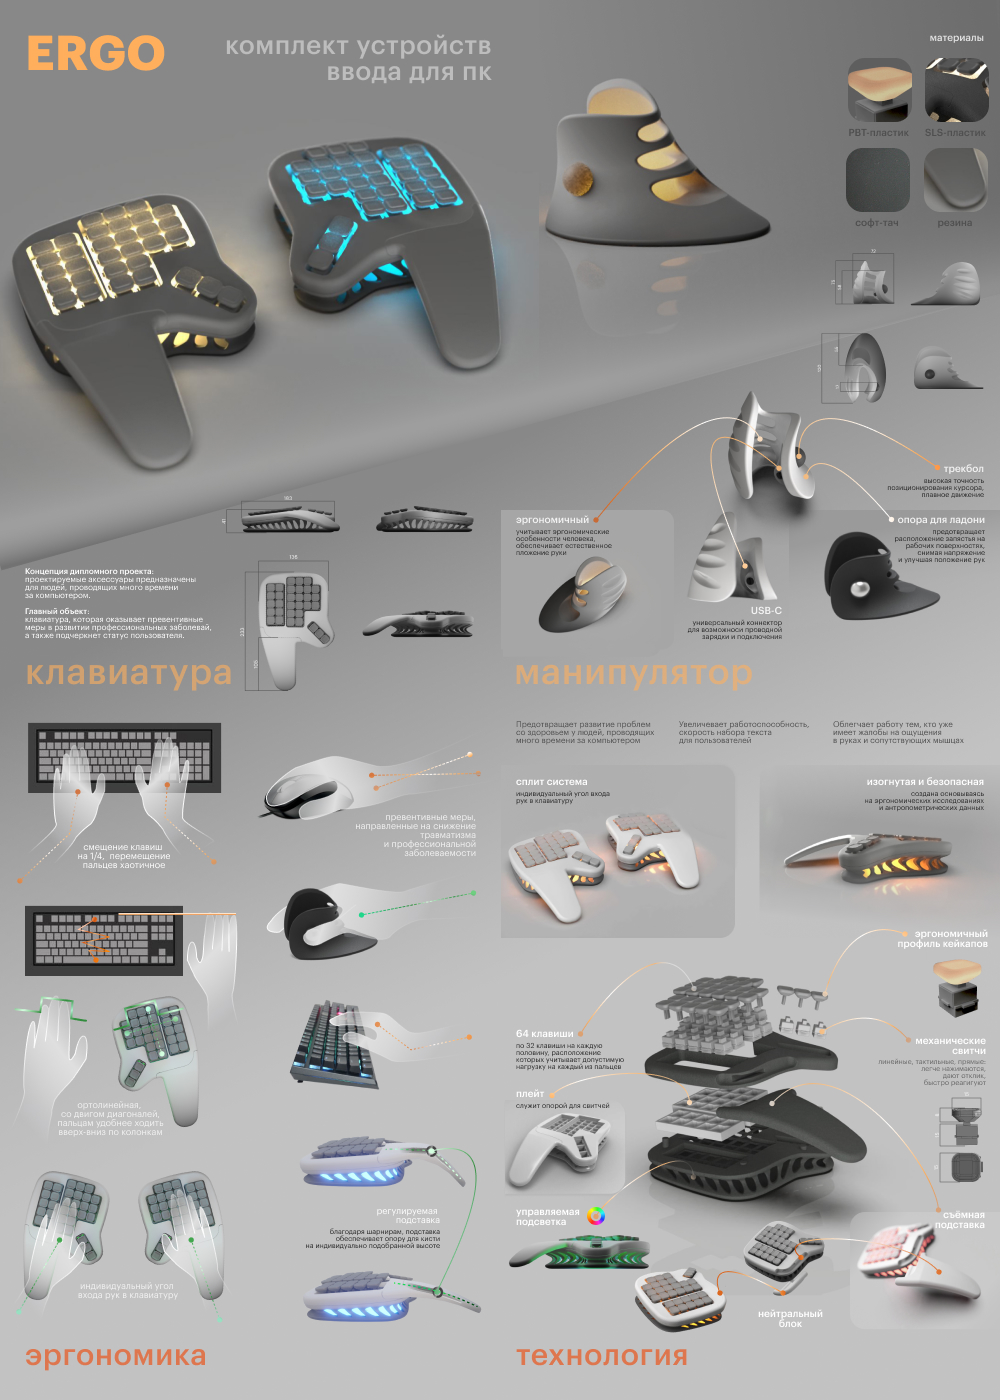 ERGO
комплект устройств
ввода для пк
материалы
PBT-пластик
SLS-пластик
софт-тач
резина
трекбол
высокая точность
позиционирования курсора,
плавное движение
эргономичный
учитывает эргономические
особенности человека,
обеспечивает естественное
пложение руки
опора для ладони
предотвращает
расположение запястья на
рабочих поверхностях,
снимая напряжение
и улучшая положение рук
USB-C
универсальный коннектор
для возможноси проводной
зарядки и подключения
183
136
Концепция дипломного проекта:
проектируемые аксессуары предназначены
для людей, проводящих много времени
за компьютером.
Главный объект:
клавиатура, которая оказывает превентивные
меры в развитии профессиональных заболевай,
а также подчеркнет статус пользователя.
клавиатура
манипулятор
Предотвращает развитие проблем
со здоровьем у людей, проводящих
много времени за компьютером
Увеличивает работоспособность,
скорость набора текста
для пользователей
Облегчает работу тем, кто уже
имеет жалобы на ощущения
в руках и сопутствующих мышцах
смещение клавиш
на 1/4, перемещение
пальцев хаотичное
превентивные меры,
направленные на снижение
травматизма
и профессиональной
заболеваемости
сплит система
индивидуальный угол входа
рук в клавиатуру
изогнутая и безопасная
создана основываясь
на эргономических исследованиях
и антропометрических данных
эргономичный
профиль кейкапов
64 клавиши
по 32 клавиши на каждую
половину, расположение
которых учитывает допустимую
нагрузку на каждый из пальцев
механические
свитчи
линейные, тактильные, прямые:
легче нажимаются,
дают отклик,
быстро реагируют
плейт
служит опорой для свитчей
ортолинейная,
со двигом диагоналей,
пальцам удобнее ходить
вверх-вниз по колонкам
регулируемая
подставка
благодаря шарнирам, подставка
обеспечивает опору для кисти
на индивидуально подобранной высоте
управляемая
подсветка
съёмная
подставка
индивидуальный угол
входа рук в клавиатуру
нейтральный
блок
эргономика
технология